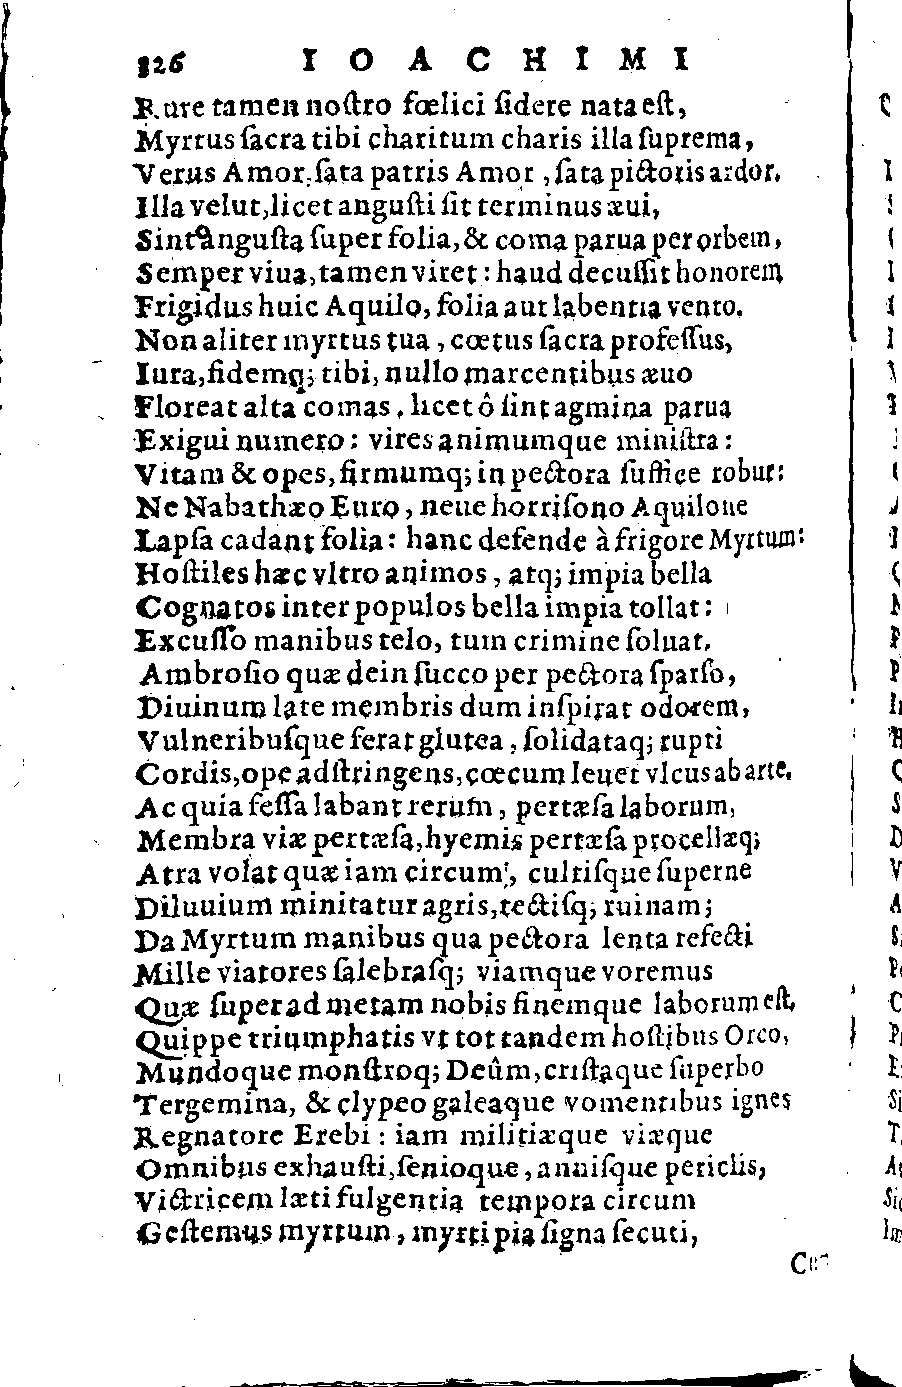 126 IOACHIMI
Rure tamen noſtro fœlici ſidere nata eſt,
Myrtus ſacra tibi charitum charis illa ſuprema,
Verus Amor, ſata patris Amor, ſata pictoris ardor.
Illa velut, licet anguſti ſit terminus æui,
Sint anguſta ſuper folia, & coma parua per orbem,
Semper viua, tamen viret: haud decuſſit honorem
Frigidus huic Aquilo, folia aut labentia vento.
Non aliter myrtus tua, cœtus ſacra profeſſus,
Iura, fidemq; tibi, nullo marcentibus æuo
Floreat alta comas, licet ô ſint agmina parua
Exigui numero: vires animumque miniſtra:
Vitam & opes, firmumq; in pectora ſuffice robur:
Ne Nabathæo Euro, neue horriſono Aquilone
Lapſa cadant folia: hanc defende à frigore Myrtum:
Hoſtiles hæc vltro animos, atq; impia bella
Cognatos inter populos bella impia tollat:
Excuſſo manibus telo, tum crimine ſoluat.
Ambroſio quæ dein ſucco per pectora ſparſo,
Diuinum late membris dum inſpirat odorem,
Vulneribuſque ferat glutea, ſolidataq; rupti
Cordis, ope adſtringens, cœcum leuet vlcus ab arte.
Ac quia feſſa labant rerum, pertæſa laborum,
Membra viæ pertæſa, hyemis pertæſa procellæq;
Atra volat quæ iam circum, cultiſque ſuperne
Diluuium minitatur agris, tectiſq; ruinam;
Da Myrtum manibus qua pectora lenta refecti
Mille viatores ſalebraſq; viamque voremus
Quæ ſuper ad metam nobis finemque laborum eſt,
Quippe triumphatis vt tot tandem hoſtibus Orco,
Mundoque monſtroq; Deûm, criſtaque ſuperbo
Tergemina, & clypeo galeaque vomentibus ignes
Regnatore Erebi: iam militiæque viæque
Omnibus exhauſti, ſenioque, anniſque periclis,
Victricem læti fulgentia tempora circum
Geſtemus myrtum, myrti pia ſigna ſecuti,